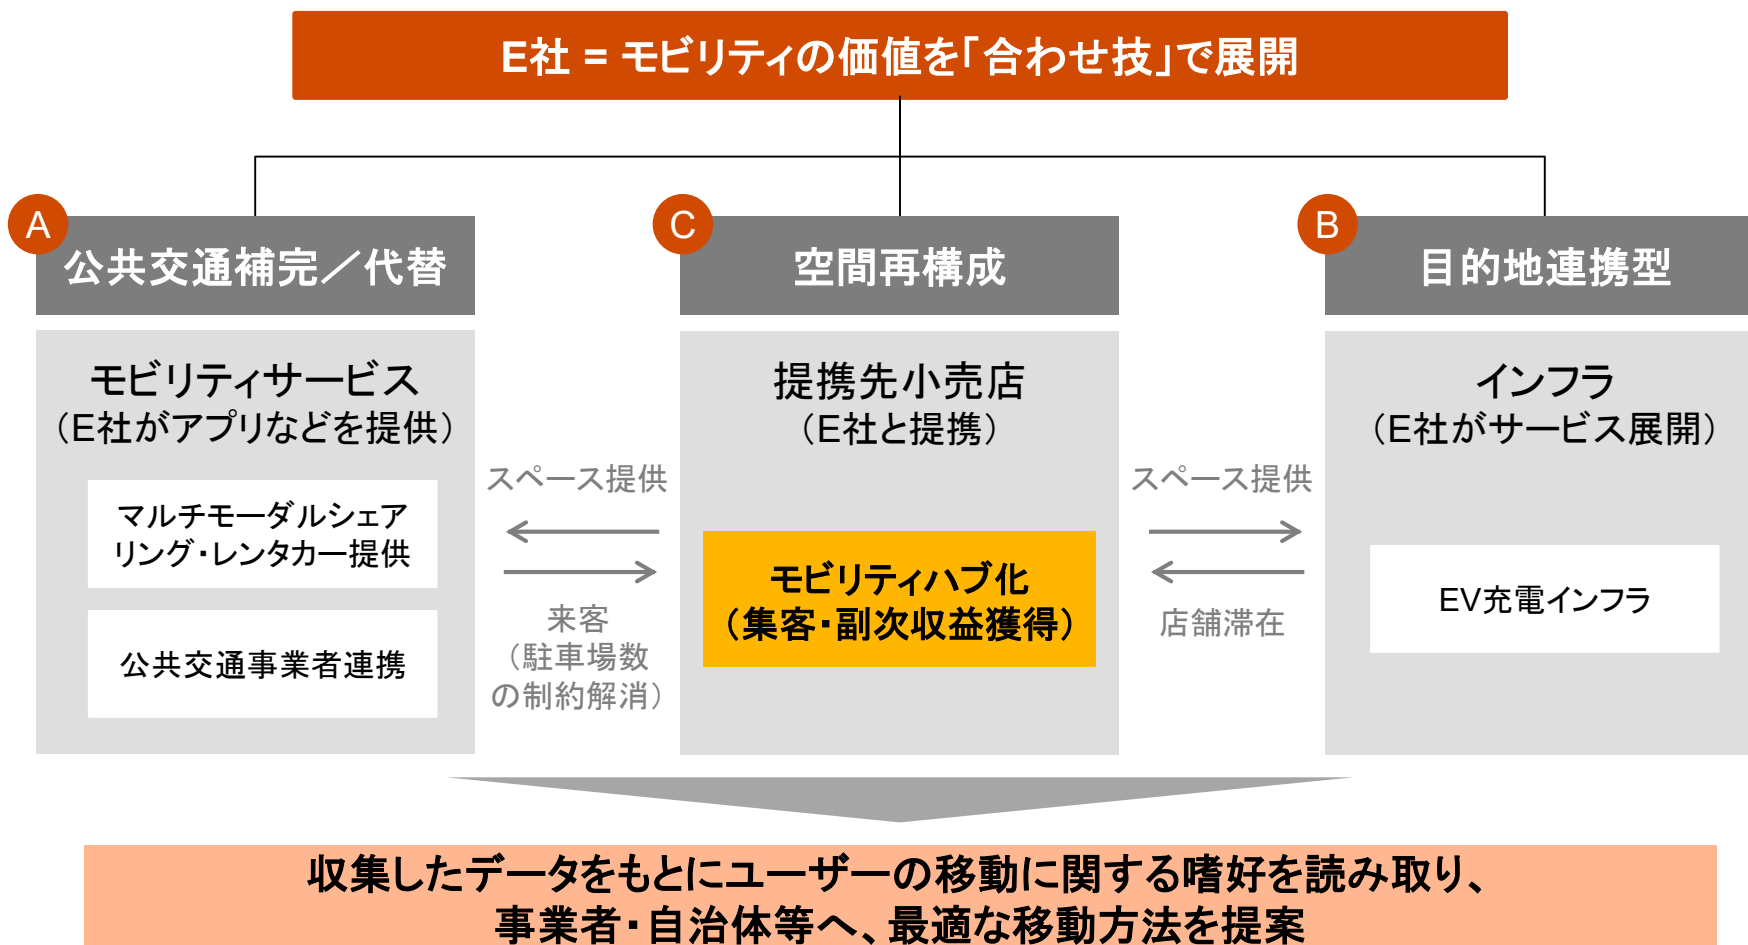 E社 = モビリティの価値を「合わせ技」で展開
A
公共交通補完／代替
モビリティサービス
（E社がアプリなどを提供）
マルチモーダルシェア
リング・レンタカー提供
公共交通事業者連携
スペース提供
来客
（駐車場数
の制約解消）
C
空間再構成
提携先小売店
（E社と提携）
モビリティハブ化
（集客・副次収益獲得）
スペース提供
店舗滞在
B
目的地連携型
インフラ
（E社がサービス展開）
EV充電インフラ
収集したデータをもとにユーザーの移動に関する嗜好を読み取り、
事業者・自治体等へ、最適な移動方法を提案